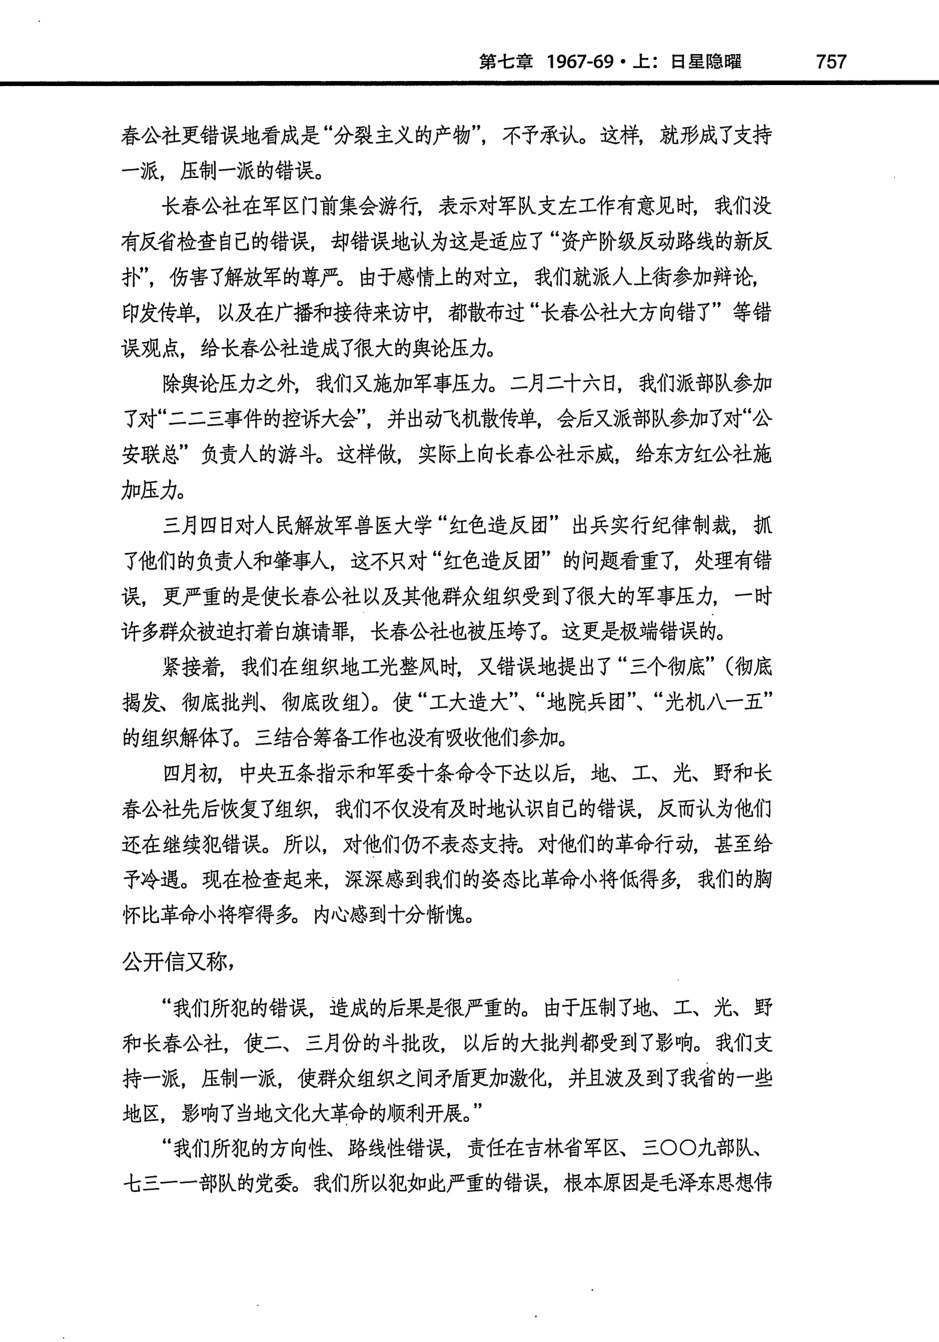 第七章 1967-69·上：日星隐曜 757
春公社更错误地看成是“分裂主义的产物”，不予承认。这样，就形成了支持
一派，压制一派的错误。
长春公社在军区门前集会游行，表示对军队支左工作有意见时，我们没
有反省检查自己的错误，却错误地认为这是适应了“资产阶级反动路线的新反
扑”，伤害了解放军的尊严。由于感情上的对立，我们就派人上街参加辩论，
印发传单，以及在广播和接待来访中，都散布过“长春公社大方向错了”等错
误观点，给长春公社造成了很大的舆论压力。
除舆论压力之外，我们又施加军事压力。二月二十六日，我们派部队参加
了对“二二三事件的控诉大会”，并出动飞机散传单，会后又派部队参加了对“公
安联总”负责人的游斗。这样做，实际上向长春公社示威，给东方红公社施
加压力。
三月四日对人民解放军兽医大学“红色造反团”出兵实行纪律制裁，抓
了他们的负责人和肇事人，这不只对“红色造反团”的问题看重了，处理有错
误，更严重的是使长春公社以及其他群众组织受到了很大的军事压力，一时
许多群众被迫打着白旗请罪，长春公社也被压垮了。这更是极端错误的。
紧接着，我们在组织地工光整风时，又错误地提出了“三个彻底”（彻底
揭发、彻底批判、彻底改组）。使“工大造大”、“地院兵团”、“光机八一五”
的组织解体了。三结合筹备工作也没有吸收他们参加。
四月初，中央五条指示和军委十条命令下达以后，地、工、光、野和长
春公社先后恢复了组织，我们不仅没有及时地认识自己的错误，反而认为他们
还在继续犯错误。所以，对他们仍不表态支持。对他们的革命行动，甚至给
予冷遇。现在检查起来，深深感到我们的姿态比革命小将低得多，我们的胸
怀比革命小将窄得多。内心感到十分惭愧。
公开信又称，
“我们所犯的错误，造成的后果是很严重的。由于压制了地、工、光、野
和长春公社，使二、三月份的斗批改，以后的大批判都受到了影响。我们支
持一派，压制一派，使群众组织之间矛盾更加激化，并且波及到了我省的一些
地区，影响了当地文化大革命的顺利开展。”
“我们所犯的方向性、路线性错误，责任在吉林省军区、三〇〇九部队、
七三一一部队的党委。我们所以犯如此严重的错误，根本原因是毛泽东思想伟